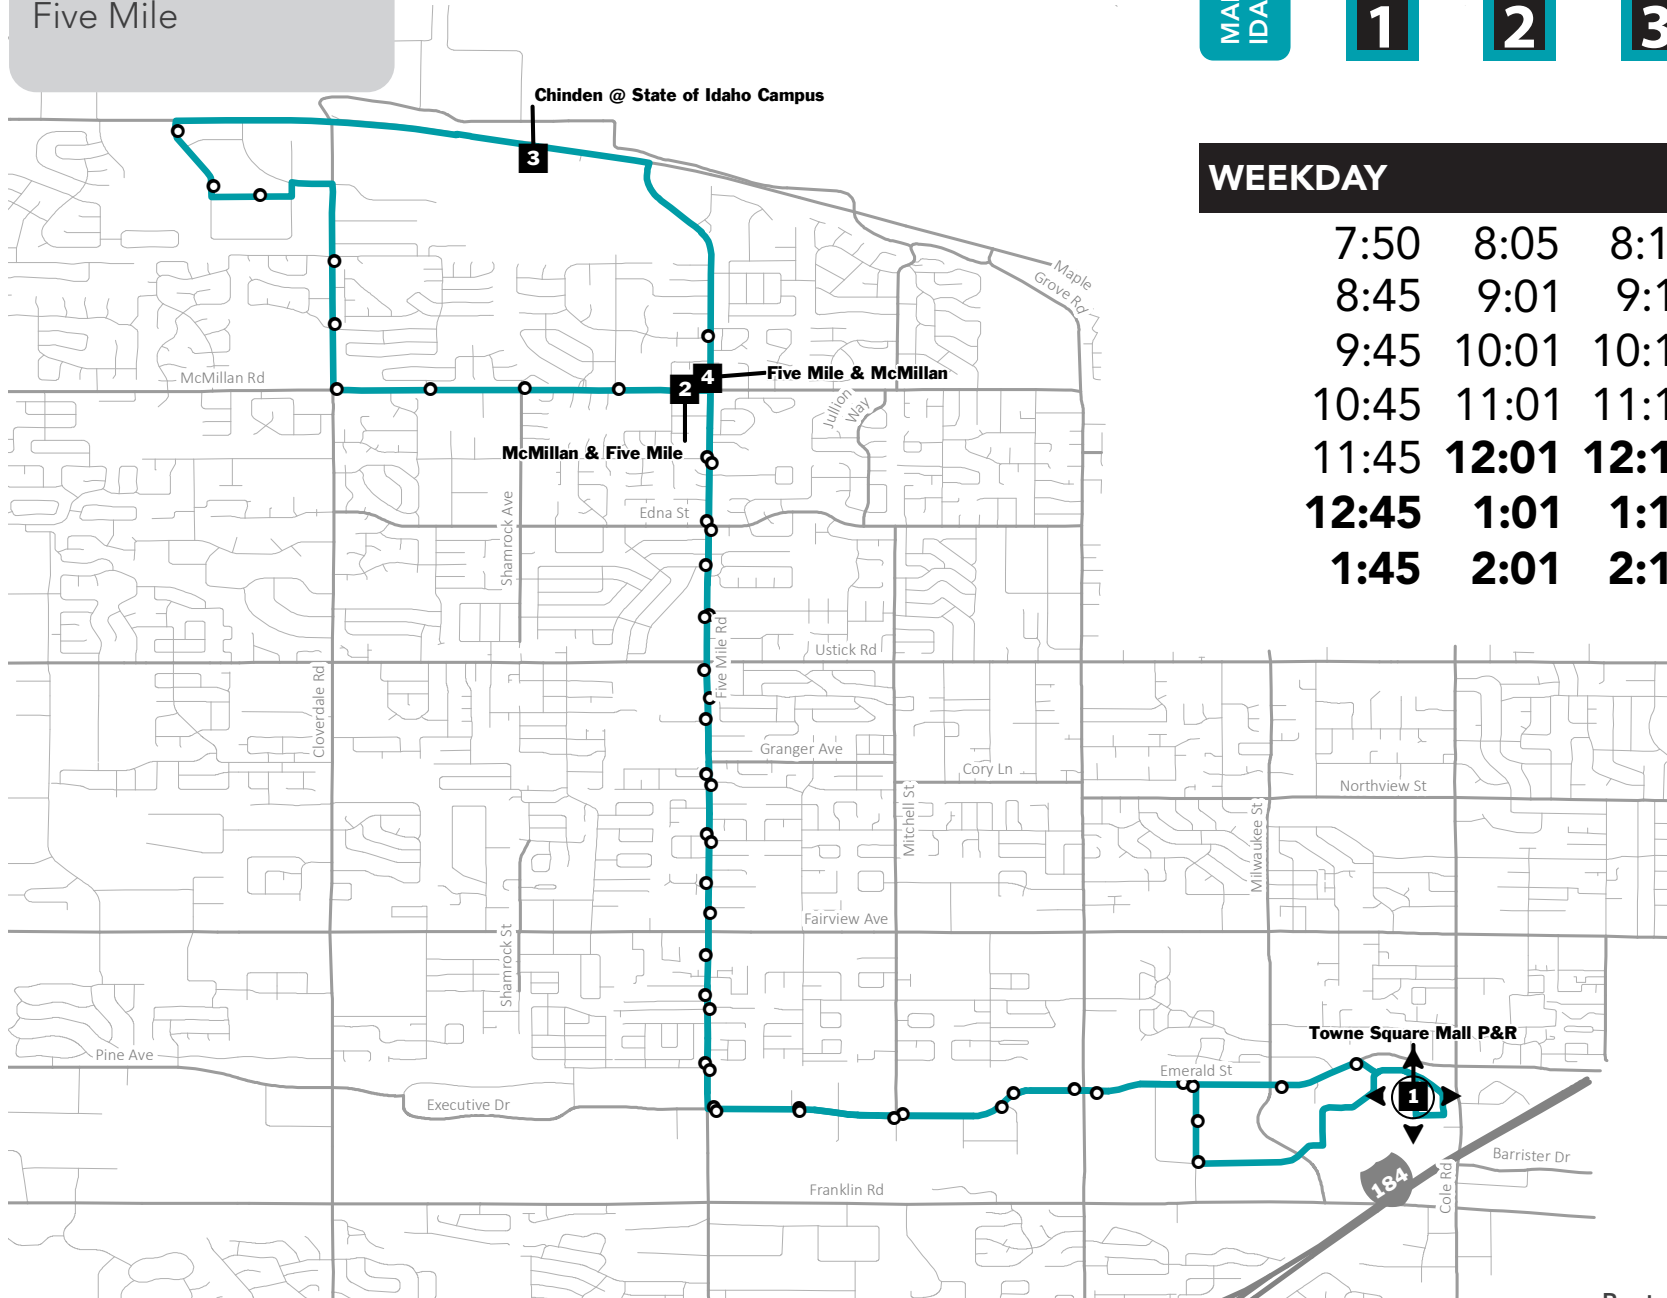 Five Mile
1 2 3
Chinden @ State of Idaho Campus
3
WEEKDAY
7:50 8:05
8:45 9:01
9:45 10:01
10:45 11:01
11:45 12:01
12:45 1:01
1:45 2:01
Maple
Grove Rd
McMillan Rd
4
Five Mile & McMillan
2
Jullion
Way
McMillan & Five Mile
Shamrock Ave
Edna St
Five Mile Rd
Ustick Rd
Cloverdale Rd
Granger Ave
Cory Ln
Northview St
Mitchell St
Milwaukee St
Fairview Ave
Shamrock St
Towne Square Mall P&R
Pine Ave
Emerald St
1
Executive Dr
Barrister Dr
184
Cole Rd
Franklin Rd